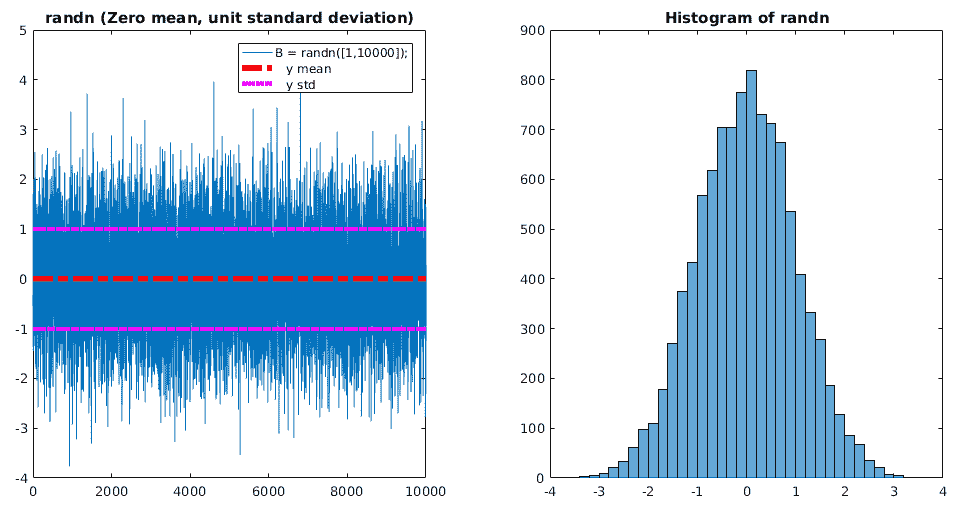 randn (Zero mean, unit standard deviation)
5
4
3
2
1
0
-1
-2
-3
-4
0 2000 4000 6000 8000 10000
B = randn([1,10000]);
y mean
y std
Histogram of randn
900
800
700
600
500
400
300
200
100
0
-4 -3 -2 -1 0 1 2 3 4